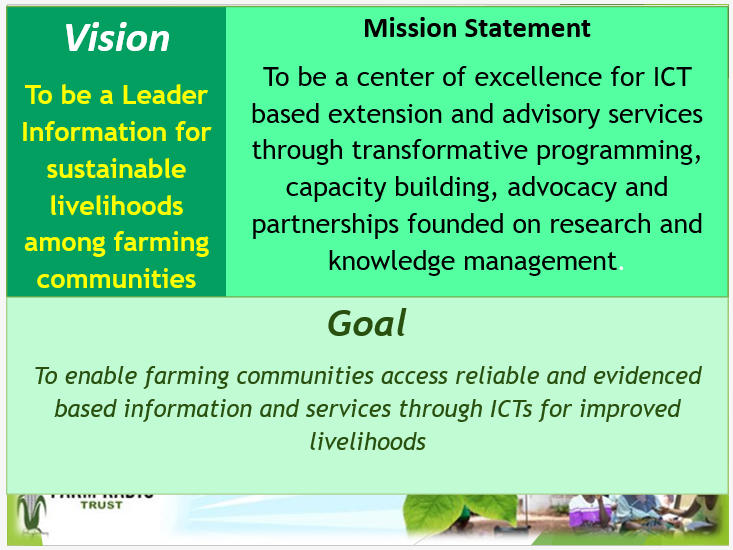 Vision
To be a Leader
Information for
sustainable
livelihoods
among farming
communities
Mission Statement
To be a center of excellence for ICT
based extension and advisory services
through transformative programming,
capacity building, advocacy and
partnerships founded on research and
knowledge management.
Goal
To enable farming communities access reliable and evidenced
based information and services through ICTs for improved
livelihoods
FARM RADIO
TRUST